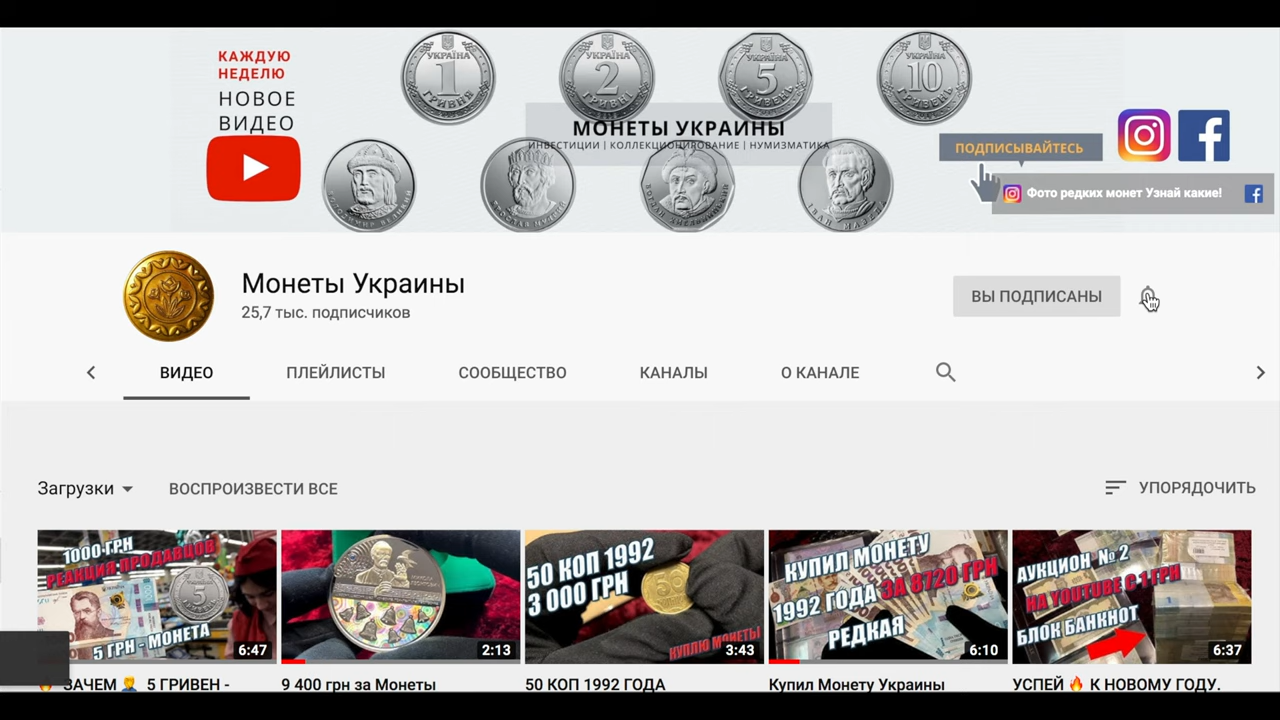 КАЖДУЮ
НЕДЕЛЮ
НОВОЕ
ВИДЕО
УКРАЇНА
1
ГРИВНЯ
УКРАЇНА
2
ГРИВНІ
УКРАЇНА
5
ГРИВЕНЬ
УКРАЇНА
10
ГРИВЕНЬ
МОНЕТЫ УКРАИНЫ
ИНВЕСТИЦИИ | КОЛЛЕКЦИОНИРОВАНИЕ | НУМИЗМАТИКА
ІВАН МАЗЕПА
ПОДПИСЫВАЙТЕСЬ
Фото редких монет Узнай какие!
Монеты Украины
25,7 тыс. подписчиков
ВЫ ПОДПИСАНЫ
ВИДЕО
ПЛЕЙЛИСТЫ
СООБЩЕСТВО
КАНАЛЫ
О КАНАЛЕ
Загрузки
ВОСПРОИЗВЕСТИ ВСЕ
УПОРЯДОЧИТЬ
1000 ГРН
РЕАКЦИЯ ПРОДАВЦОВ
5 ГРН - МОНЕТА
6:47
2:13
50 КОП 1992
3 000 ГРН
КУПЛЮ МОНЕТЫ
3:43
КУПИЛ МОНЕТУ
1992 ГОДА ЗА 8720 ГРН
РЕДКАЯ
6:10
АУКЦИОН №2
НА YOUTUBE С 1 ГРН
БЛОК БАНКНОТ
6:37
🔥 ЗАЧЕМ 🤦 5 ГРИВЕН -
9 400 грн за Монеты
50 КОП 1992 ГОДА
Купил Монету Украины
УСПЕЙ 🔥 К НОВОМУ ГОДУ.